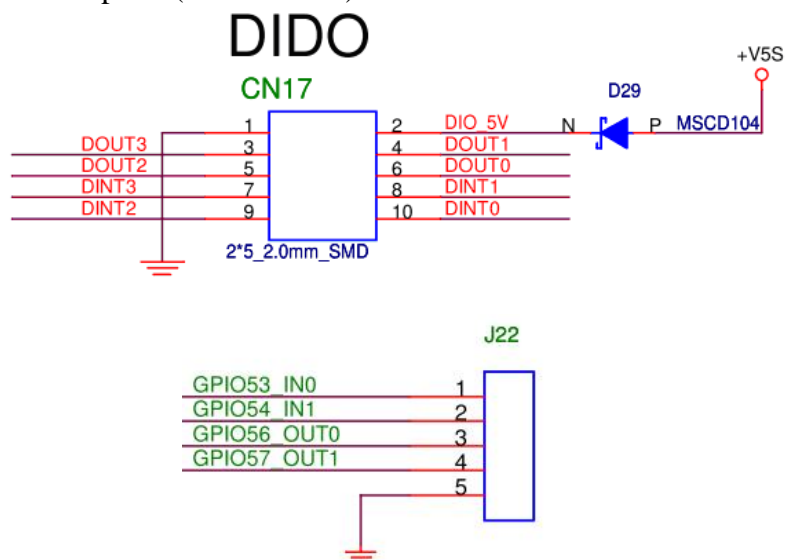 DIDO
CN17
+V5S
D29
1 2 DIO_5V N P MSCD104
DOUT3 3 4 DOUT1
DOUT2 5 6 DOUT0
DINT3 7 8 DINT1
DINT2 9 10 DINT0
2*5_2.0mm_SMD
J22
GPIO53_IN0 1
GPIO54_IN1 2
GPIO56_OUT0 3
GPIO57_OUT1 4
5